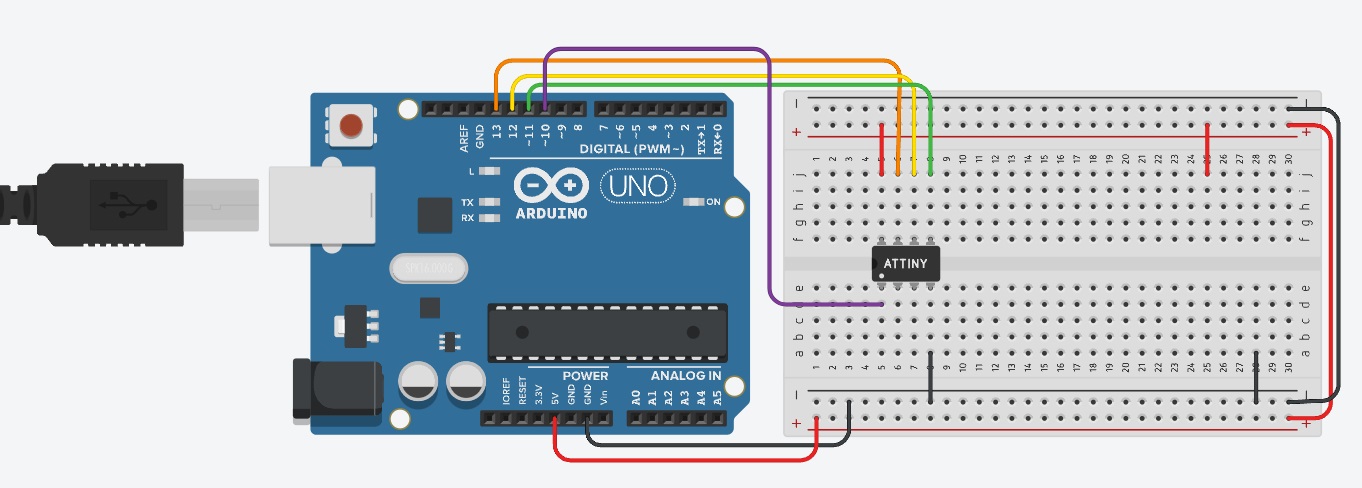 AREF
GND
13
12
~11
~10
~9
8
7
~6
~5
4
~3
2
TX→1
RX←0
DIGITAL (PWM~)
L
TX
RX
UNO
ON
ARDUINO
POWER
ANALOG IN
IOREF
RESET
3.3V
5V
GND
GND
Vin
A0
A1
A2
A3
A4
A5
− −
+ +
1 2 3 4 5 6 7 8 9 10 11 12 13 14 15 16 17 18 19 20 21 22 23 24 25 26 27 28 29 30
j j
i i
h h
g g
f f
ATTINY
e e
d d
c c
b b
a a
1 2 3 4 5 6 7 8 9 10 11 12 13 14 15 16 17 18 19 20 21 22 23 24 25 26 27 28 29 30
− −
+ +